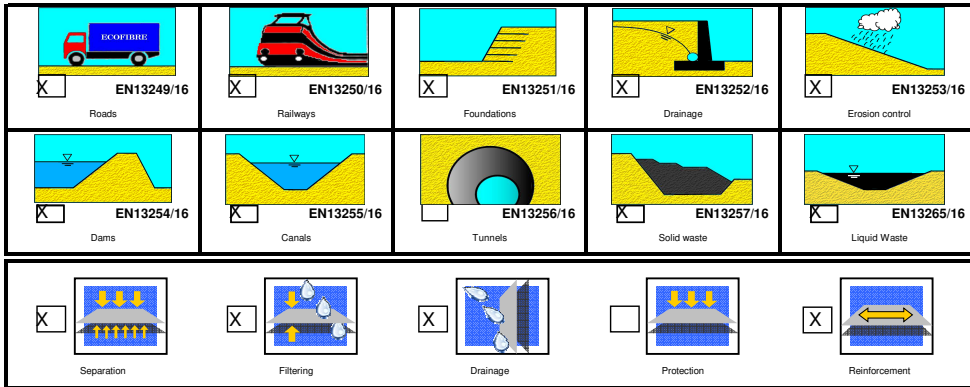 ECOFIBRE
X EN13249/16 X EN13250/16 X EN13251/16 X EN13252/16 X EN13253/16
Roads Railways Foundations Drainage Erosion control
X EN13254/16 X EN13255/16 EN13256/16 X EN13257/16 X EN13265/16
Dams Canals Tunnels Solid waste Liquid Waste
X X X X
Separation Filtering Drainage Protection Reinforcement